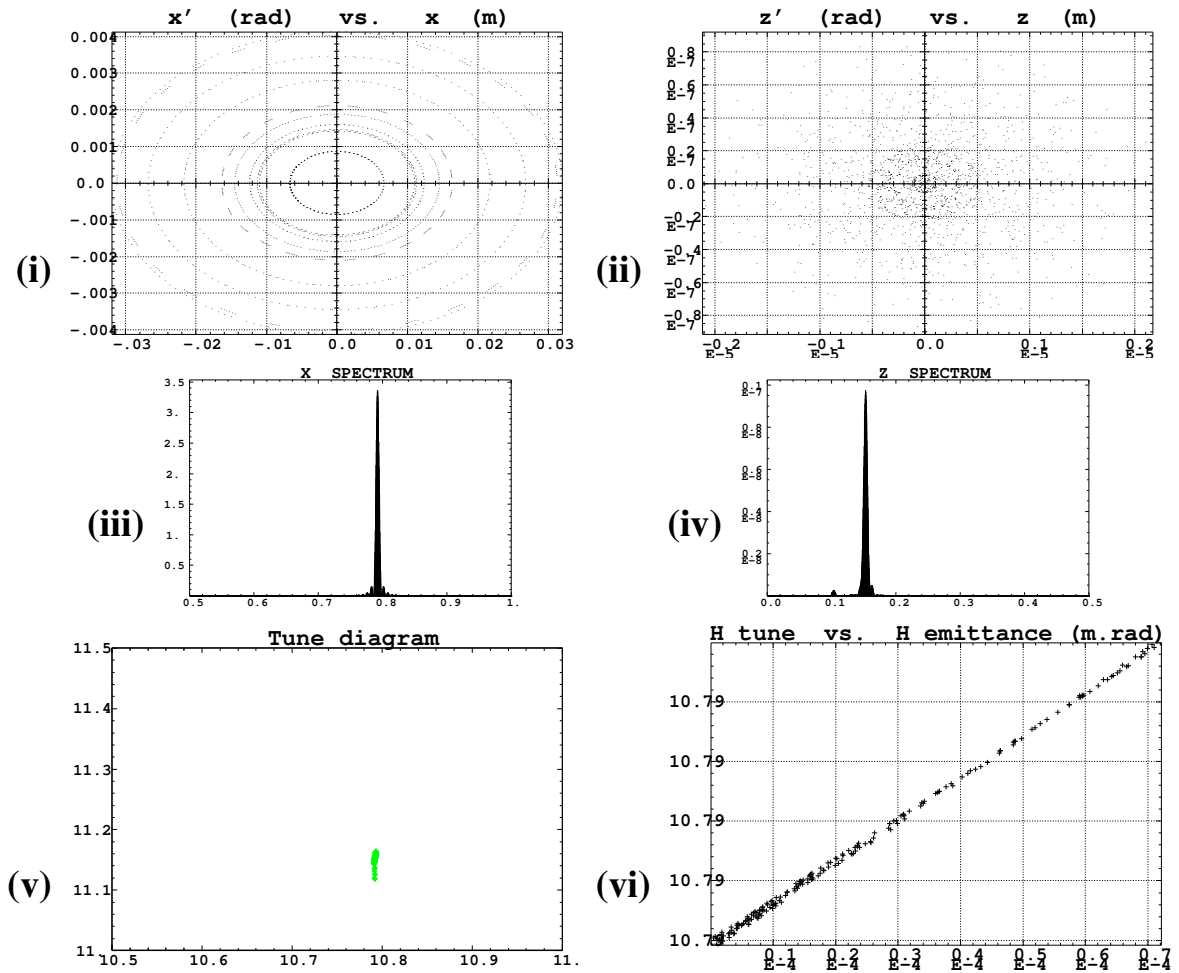 x' (rad) vs. x (m)
0.004
0.003
0.002
0.001
0.0
-.001
-.002
-.003
-.004
-.03 -.02 -.01 0.0 0.01 0.02 0.03
(i)
z' (rad) vs. z (m)
0.8
E-7
0.6
E-7
0.4
E-7
0.2
E-7
0.0
-0.2
E-7
-0.4
E-7
-0.6
E-7
-0.8
E-7
-0.2 -0.1 0.0 0.1 0.2
E-5 E-5 E-5 E-5
(ii)
X SPECTRUM
3.5
3.
2.5
2.
1.5
1.
0.5
0.5 0.6 0.7 0.8 0.9 1.
(iii)
Z SPECTRUM
0.1
E-7
0.8
E-8
0.6
E-8
0.4
E-8
0.2
E-8
0.0 0.1 0.2 0.3 0.4 0.5
(iv)
Tune diagram
11.5
11.4
11.3
11.2
11.1
11.
10.5 10.6 10.7 10.8 10.9 11.
(v)
H tune vs. H emittance (m.rad)
10.79
10.79
10.79
10.79
10.79
0.1 0.2 0.3 0.4 0.5 0.6 0.7
E-4 E-4 E-4 E-4 E-4 E-4 E-4
(vi)